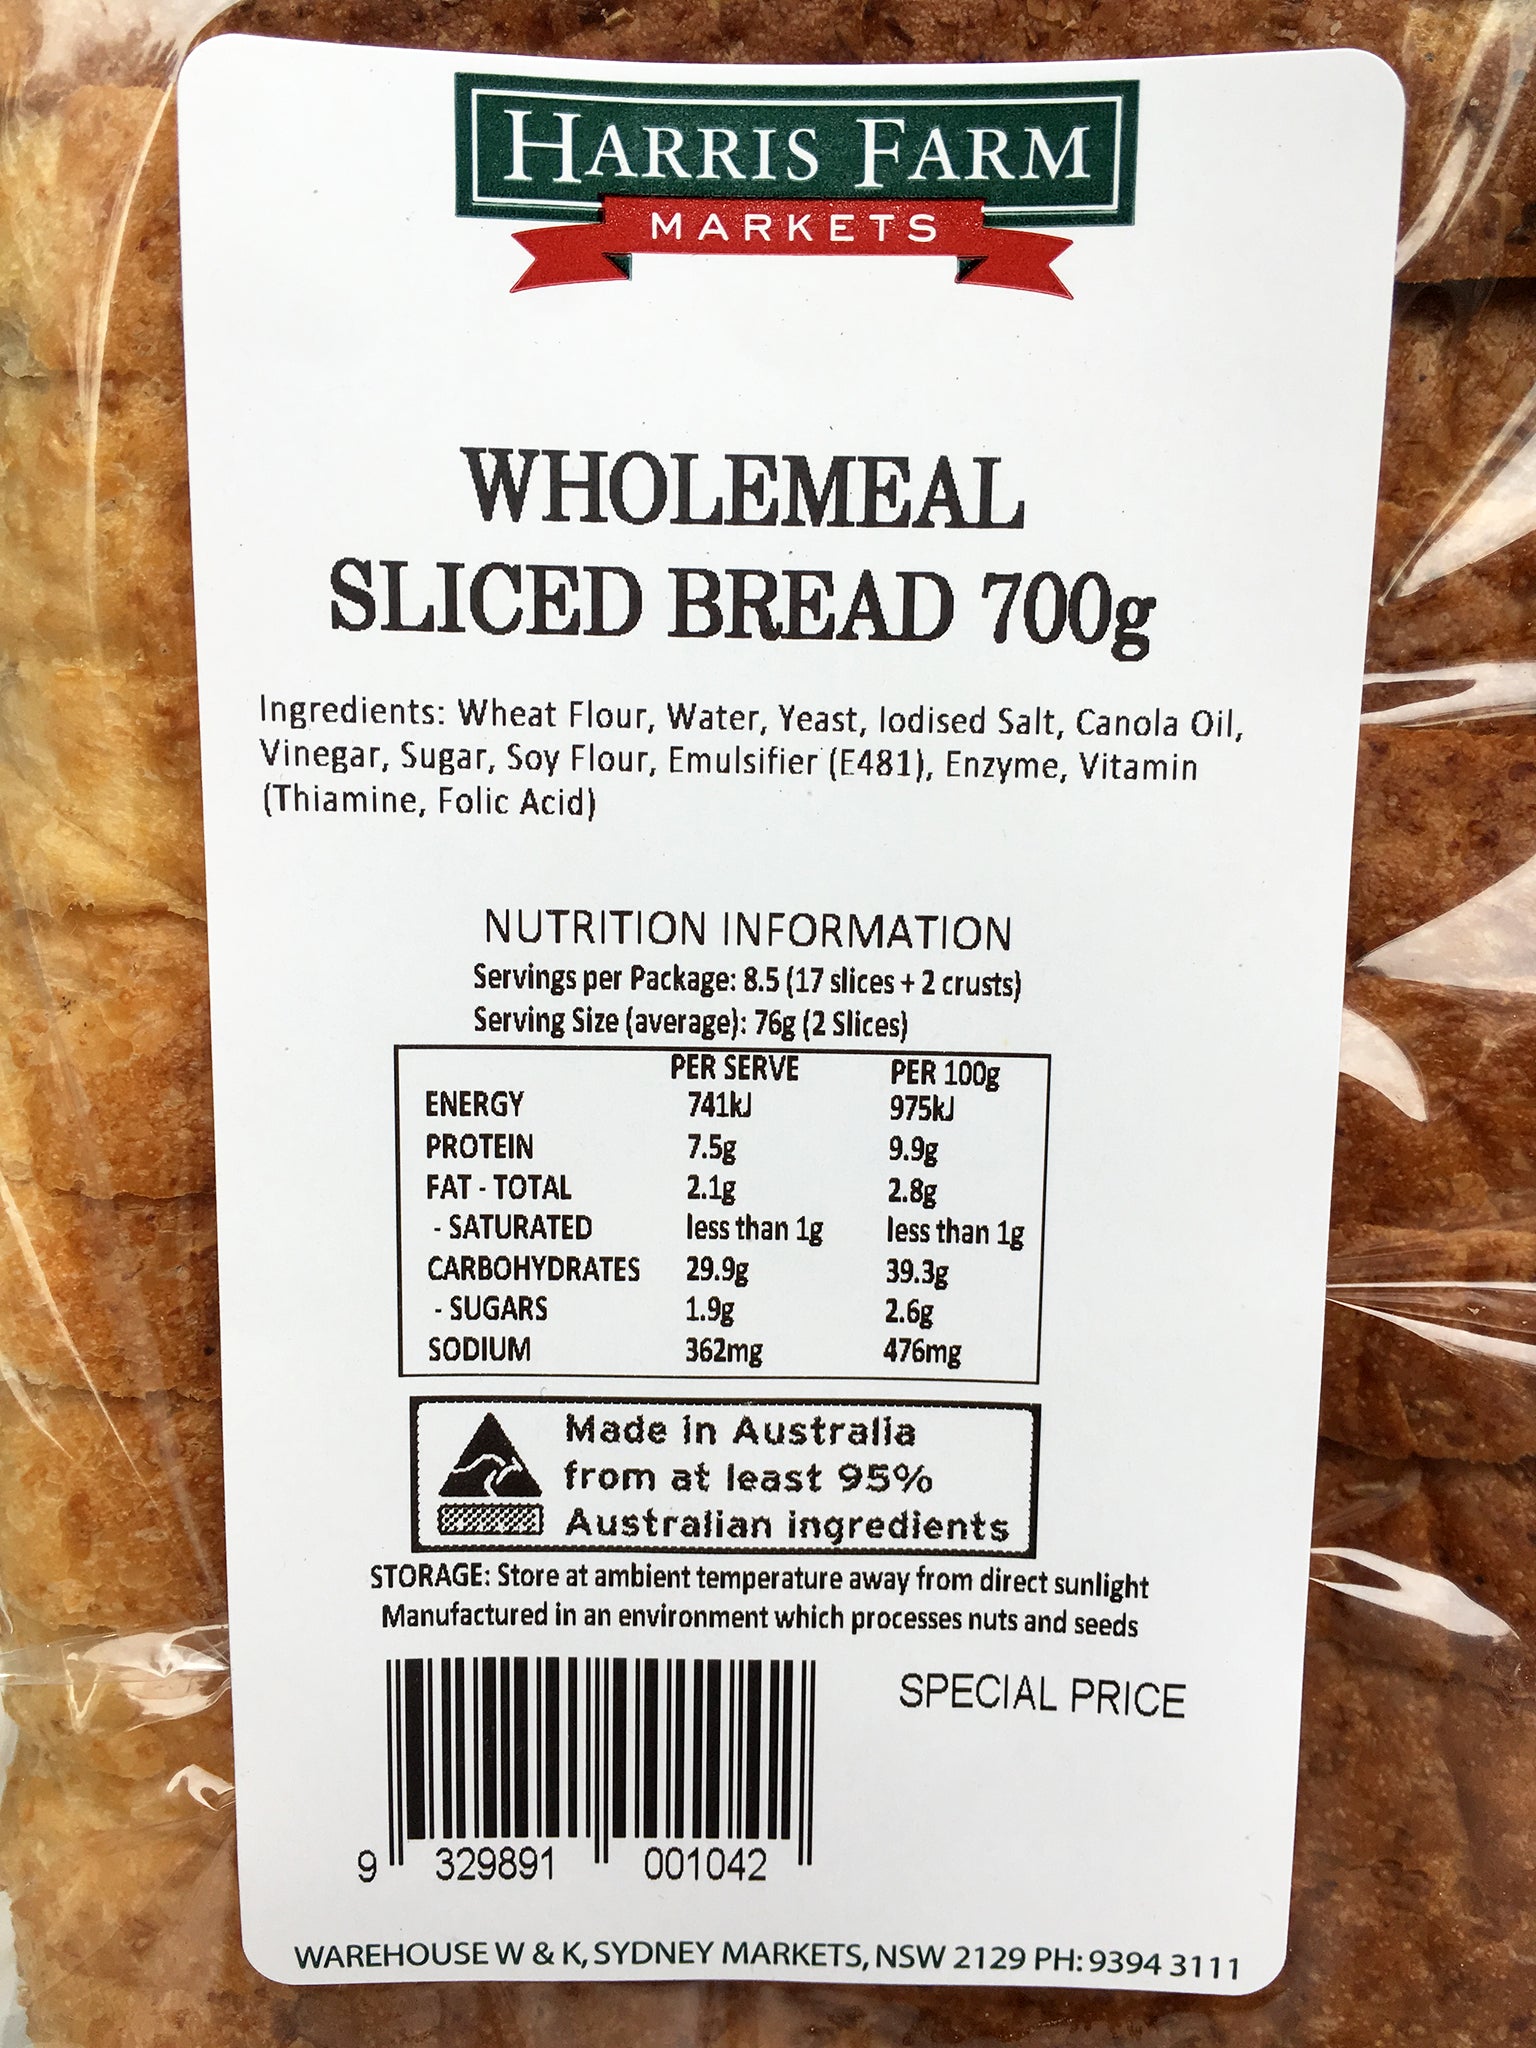 HARRIS FARM
MARKETS
WHOLEMEAL
SLICED BREAD 700g
Ingredients: Wheat Flour, Water, Yeast, Iodised Salt, Canola Oil,
Vinegar, Sugar, Soy Flour, Emulsifier (E481), Enzyme, Vitamin
(Thiamine, Folic Acid)
NUTRITION INFORMATION
Servings per Package: 8.5 (17 slices + 2 crusts)
Serving Size (average): 76g (2 Slices)
PER SERVE PER 100g
ENERGY 741kJ 975kJ
PROTEIN 7.5g 9.9g
FAT - TOTAL 2.1g 2.8g
- SATURATED less than 1g less than 1g
CARBOHYDRATES 29.9g 39.3g
- SUGARS 1.9g 2.6g
SODIUM 362mg 476mg
Made in Australia
from at least 95%
Australian ingredients
STORAGE: Store at ambient temperature away from direct sunlight
Manufactured in an environment which processes nuts and seeds
SPECIAL PRICE
9 329891 001042
WAREHOUSE W & K, SYDNEY MARKETS, NSW 2129 PH: 9394 3111